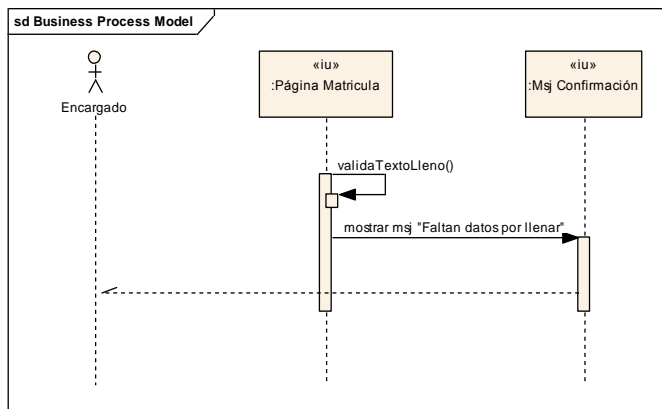 sd Business Process Model
«iu»
:Página Matricula
«iu»
:Msj Confirmación
Encargado
validaTextoLleno()
mostrar msj "Faltan datos por llenar"